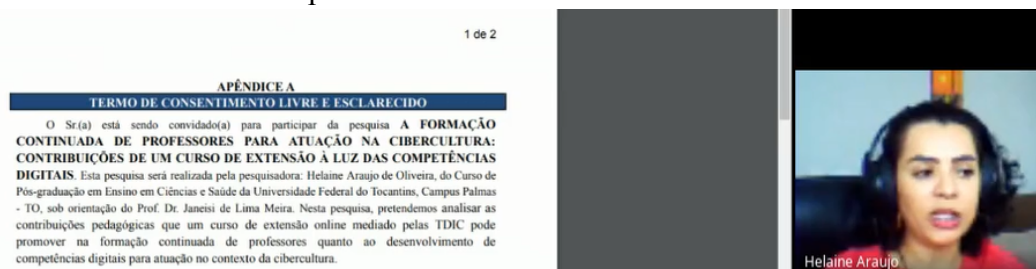 1 de 2
APÊNDICE A
TERMO DE CONSENTIMENTO LIVRE E ESCLARECIDO
O Sr.(a) está sendo convidado(a) para participar da pesquisa A FORMAÇÃO
CONTINUADA DE PROFESSORES PARA ATUAÇÃO NA CIBERCULTURA:
CONTRIBUIÇÕES DE UM CURSO DE EXTENSÃO À LUZ DAS COMPETÊNCIAS
DIGITAIS. Esta pesquisa será realizada pela pesquisadora: Helaine Araujo de Oliveira, do Curso de
Pós-graduação em Ensino em Ciências e Saúde da Universidade Federal do Tocantins, Campus Palmas
- TO, sob orientação do Prof. Dr. Janeisi de Lima Meira. Nesta pesquisa, pretendemos analisar as
contribuições pedagógicas que um curso de extensão online mediado pelas TDIC pode
promover na formação continuada de professores quanto ao desenvolvimento de
competências digitais para atuação no contexto da cibercultura.
Helaine Araujo